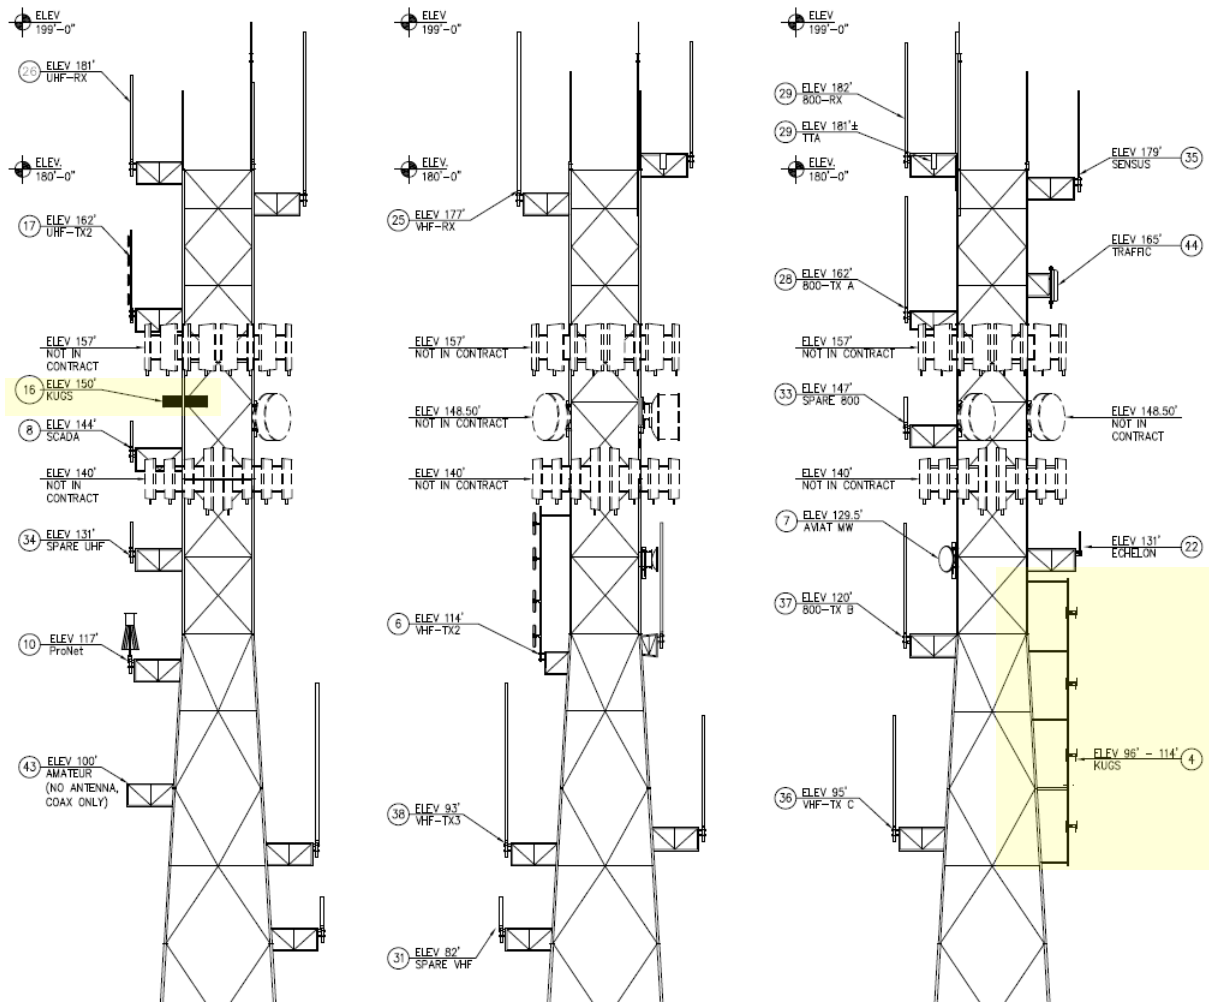 ELEV
199'-0"
26
ELEV 181'
UHF-RX
ELEV.
180'-0"
17
ELEV 162'
UHF-TX2
ELEV 157'
NOT IN
CONTRACT
16
ELEV 150'
KUGS
8
ELEV 144'
SCADA
ELEV 140'
NOT IN
CONTRACT
34
ELEV 131'
SPARE UHF
10
ELEV 117'
ProNet
43
ELEV 100'
AMATEUR
(NO ANTENNA,
COAX ONLY)
ELEV
199'-0"
ELEV.
180'-0"
25
ELEV 177'
VHF-RX
ELEV 157'
NOT IN CONTRACT
ELEV 148.50'
NOT IN CONTRACT
ELEV 140'
NOT IN CONTRACT
6
ELEV 114'
VHF-TX2
38
ELEV 93'
VHF-TX3
31
ELEV 82'
SPARE VHF
ELEV
199'-0"
29
ELEV 182'
800-RX
29
ELEV 181'±
TTA
ELEV.
180'-0"
ELEV 179'
SENSUS
35
ELEV 165'
TRAFFIC
44
28
ELEV 162'
800-TX A
ELEV 157'
NOT IN CONTRACT
33
ELEV 147'
SPARE 800
ELEV 148.50'
NOT IN
CONTRACT
ELEV 140'
NOT IN CONTRACT
7
ELEV 129.5'
AVIAT MW
ELEV 131'
ECHELON
22
37
ELEV 120'
800-TX B
ELEV 96' - 114'
KUGS
4
36
ELEV 95'
VHF-TX C